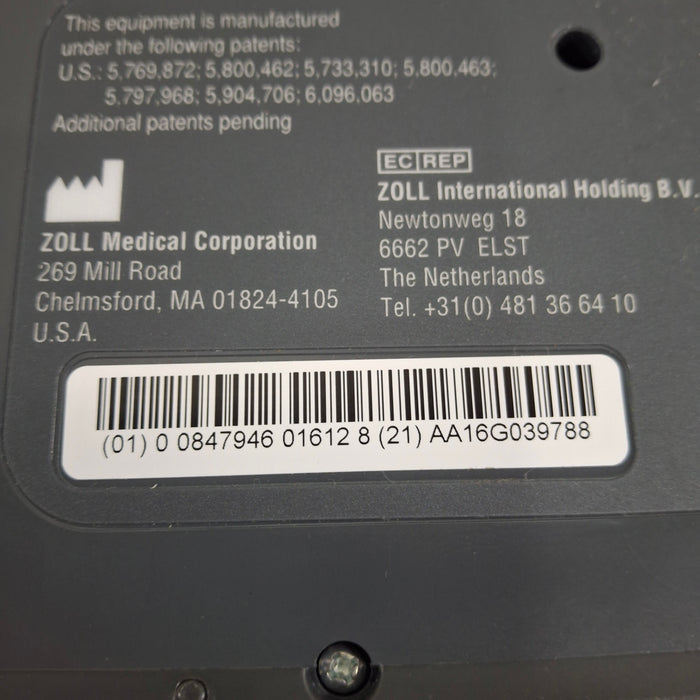 This equipment is manufactured
under the following patents:
U.S.: 5,769,872; 5,800,462; 5,733,310; 5,800,463;
5,797,968; 5,904,706; 6,096,063
Additional patents pending
ZOLL Medical Corporation
269 Mill Road
Chelmsford, MA 01824-4105
U.S.A.
EC REP
ZOLL International Holding B.V.
Newtonweg 18
6662 PV ELST
The Netherlands
Tel. +31(0) 481 36 64 10
(01) 0 0847946 01612 8 (21) AA16G039788